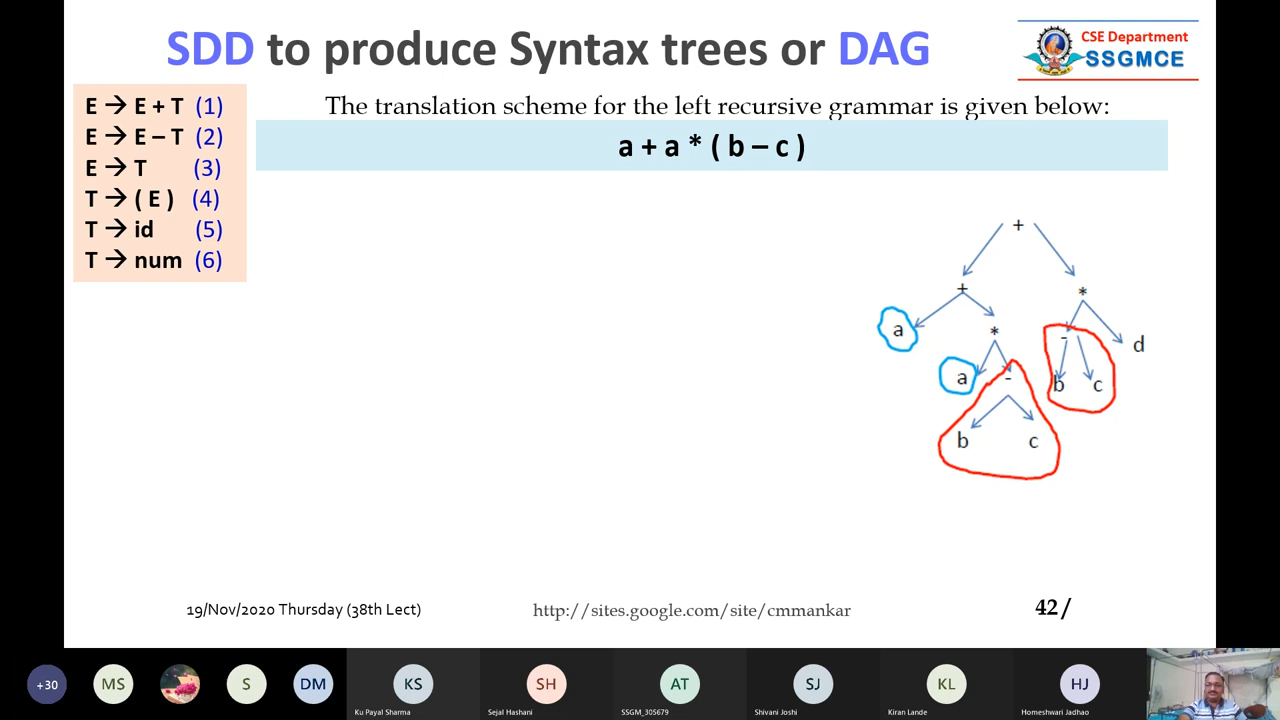 SDD to produce Syntax trees or DAG
CSE Department
SSGMCE
E → E + T (1)
E → E – T (2)
E → T (3)
T → ( E ) (4)
T → id (5)
T → num (6)
The translation scheme for the left recursive grammar is given below:
a + a * ( b – c )
+
+ *
a * - d
a - b c
b c
19/Nov/2020 Thursday (38th Lect)
http://sites.google.com/site/cmmankar
42/
+30
MS
S
DM
KS
Ku Payal Sharma
SH
Sejal Hashani
AT
SSGM_305679
SJ
Shivani Joshi
KL
Kiran Lande
HJ
Homeshwari Jadhao